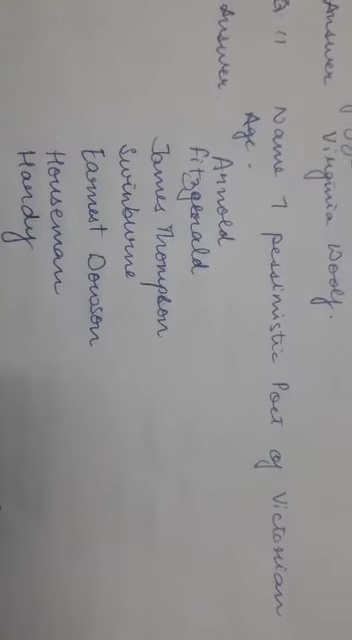 Answer Virginia Woolf.
Q 11 Name 7 pessimistic Poet of Victorian
Age.
Answer.
Arnold
Fitzgerald
James Thompson
Swinburne
Earnest Dowson
Houseman
Hardy